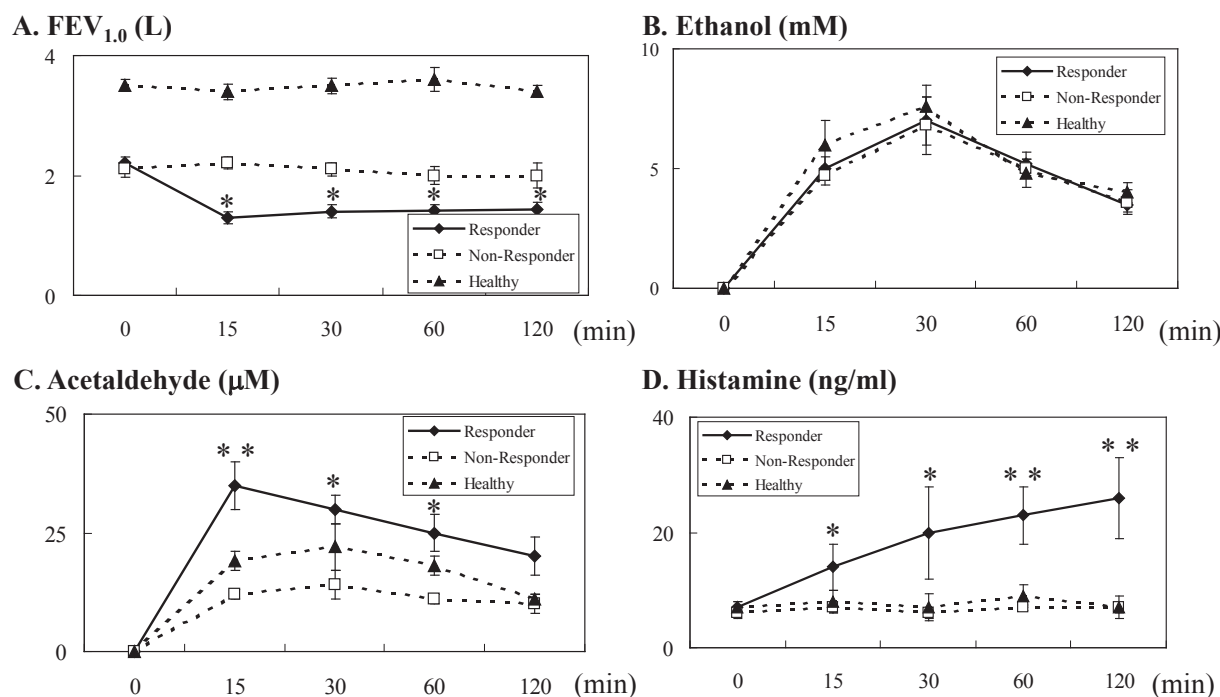 A. FEV1.0 (L)
4
2
0
* * * *
Responder
Non-Responder
Healthy
0 15 30 60 120 (min)
B. Ethanol (mM)
10
5
0
Responder
Non-Responder
Healthy
0 15 30 60 120 (min)
C. Acetaldehyde (μM)
50
25
0
** * *
Responder
Non-Responder
Healthy
0 15 30 60 120 (min)
D. Histamine (ng/ml)
40
20
0
Responder
Non-Responder
Healthy
* * ** **
0 15 30 60 120 (min)